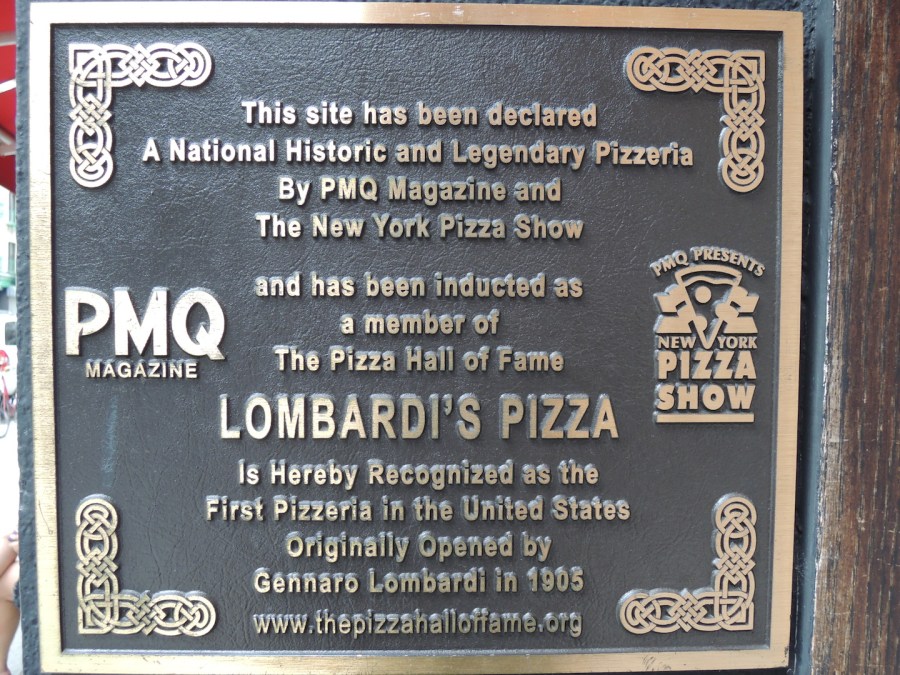 This site has been declared
A National Historic and Legendary Pizzeria
By PMQ Magazine and
The New York Pizza Show
and has been inducted as
a member of
The Pizza Hall of Fame
PMQ
MAGAZINE
PMQ PRESENTS
NEW YORK
PIZZA
SHOW
LOMBARDI'S PIZZA
Is Hereby Recognized as the
First Pizzeria in the United States
Originally Opened by
Gennaro Lombardi in 1905
www.thepizzahalloffame.org